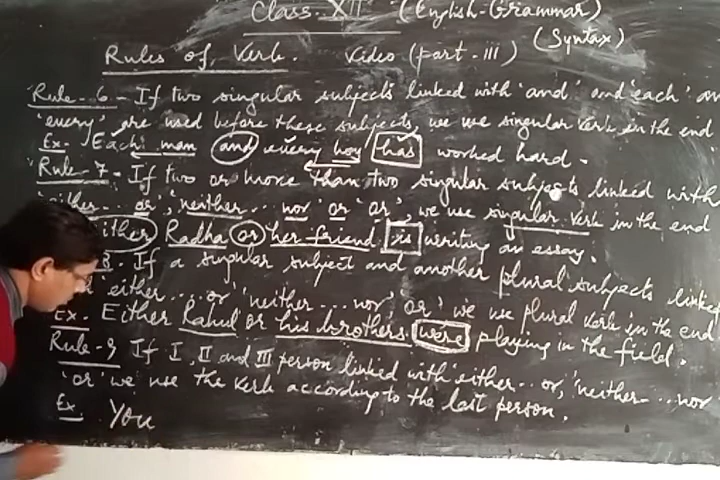 Class - XII (English - Grammar)
(Syntax)
Rules of Verb. Video (part - III)
Rule - 6 - If two singular subjects linked with 'and' and 'each'
'every' are used before these subjects, we use singular verb in the end
Ex. Each man and every boy has worked hard.
Rule - 7 - If two or more than two singular subjects linked with
either... or', 'neither... nor' or 'or', we use singular verb in the end
Either Radha or her friend is writing an essay.
8. If a singular subject and another plural subjects linked
'either.... or' 'neither.... nor' 'or' we use plural verb in the end
Ex. Either Rahul or his brothers were playing in the field.
Rule - 9 If I, II and III person linked with 'either.. or', 'neither... nor
'or' we use the verb according to the last person.
Ex. You